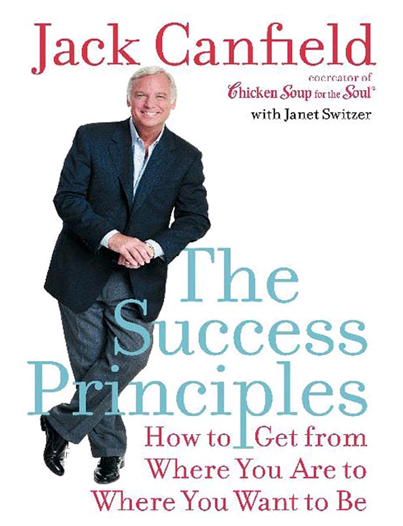 Jack Canfield
cocreator of
Chicken Soup for the Soul®
with Janet Switzer
The
Success
Principles
How to Get from
Where You Are to
Where You Want to Be